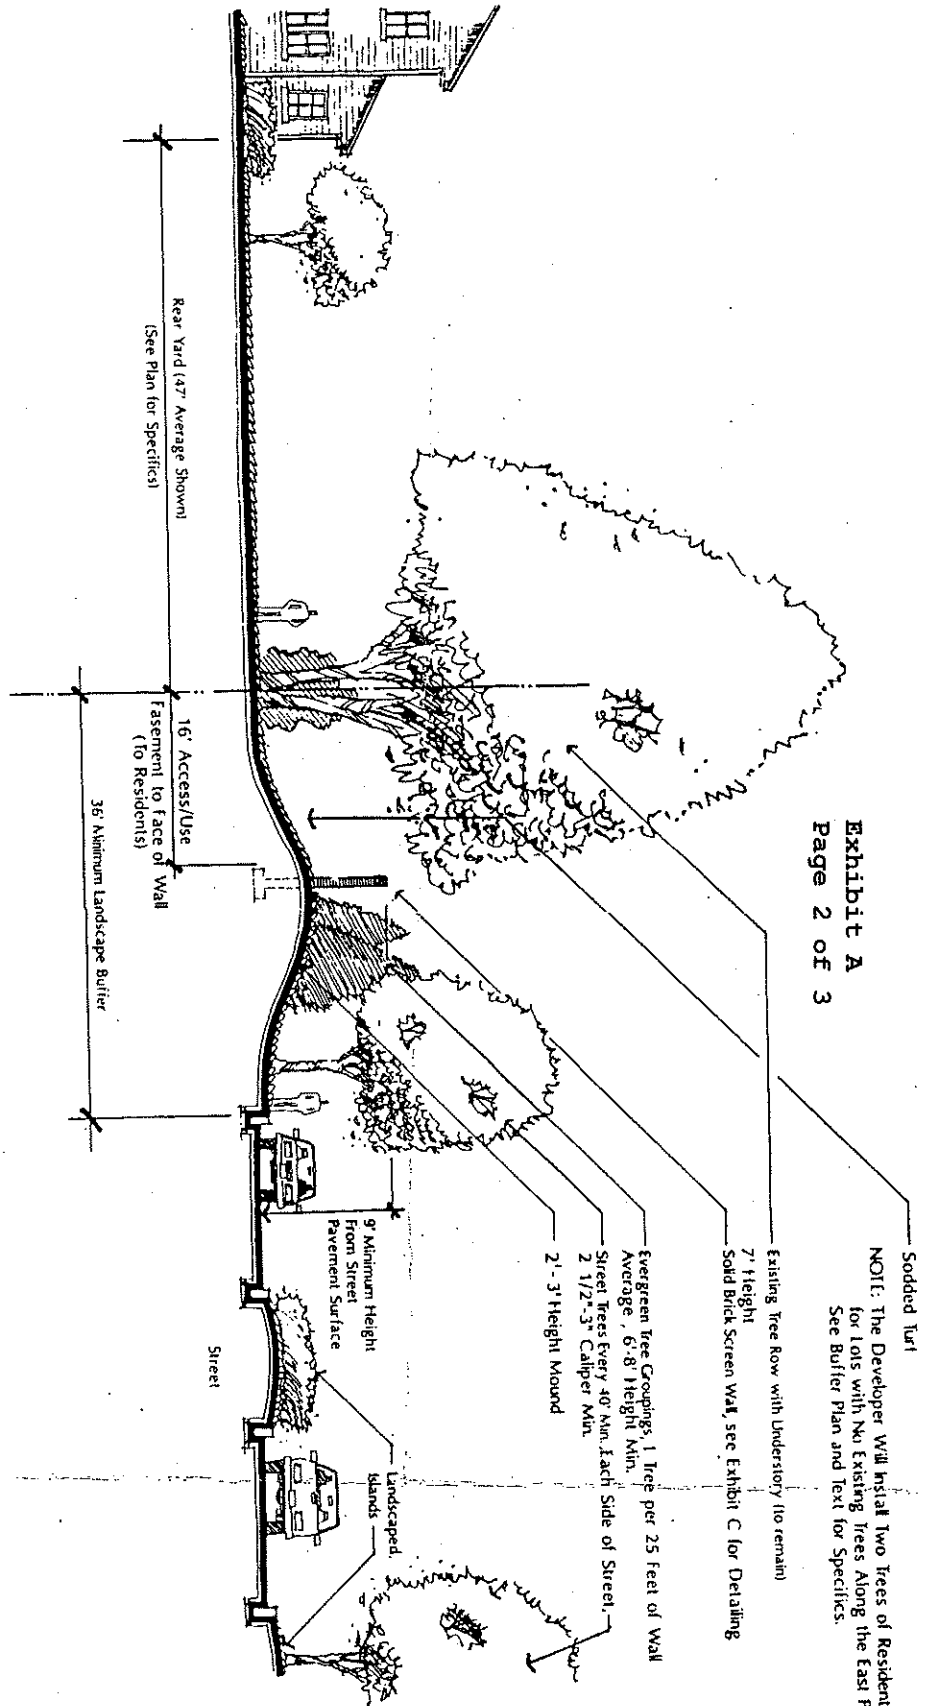 Exhibit A
Page 2 of 3
Sodded Turf
NOTE: The Developer Will Install Two Trees of Resident
for Lots with No Existing Trees Along the East
See Buffer Plan and Text for Specifics.
Existing Tree Row with Understory (to remain)
7' Height
Solid Brick Screen Wall, see Exhibit C for Detailing
Evergreen Tree Groupings, 1 Tree per 25 Feet of Wall
Average, 6'-8' Height Min.
Street Trees Every 40' Min. Each Side of Street,
2 1/2"-3" Caliper Min.
2' - 3' Height Mound
9' Minimum Height
From Street
Pavement Surface
Landscaped
Islands
Street
Rear Yard (47' Average Shown)
(See Plan for Specifics)
16' Access/Use
Easement to Face of Wall
(To Residents)
36' Minimum Landscape Buffer